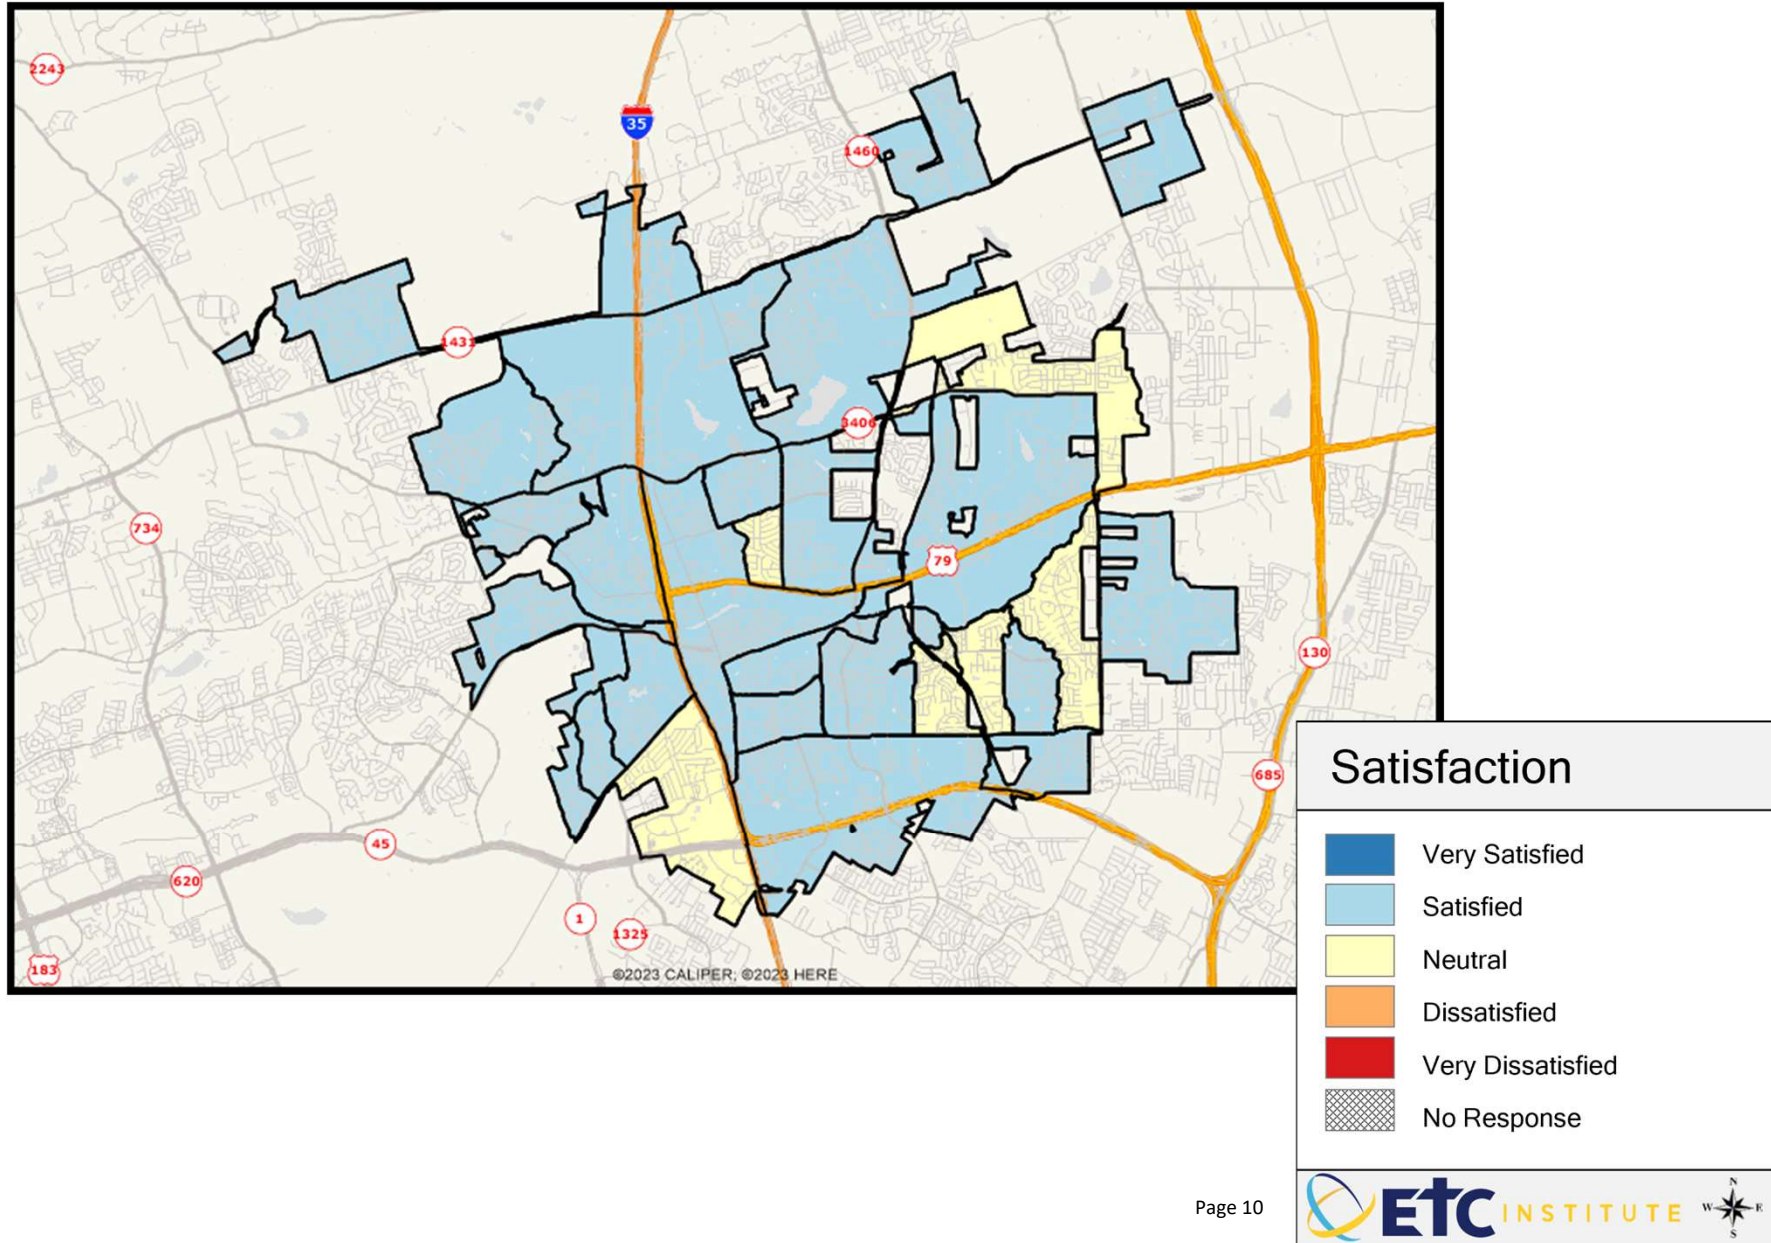 2243
35
1460
1431
3406
734
79
130
685
45
620
1
1325
183
©2023 CALIPER; ©2023 HERE
Satisfaction
Very Satisfied
Satisfied
Neutral
Dissatisfied
Very Dissatisfied
No Response
Page 10
ETC INSTITUTE
N
W E
S